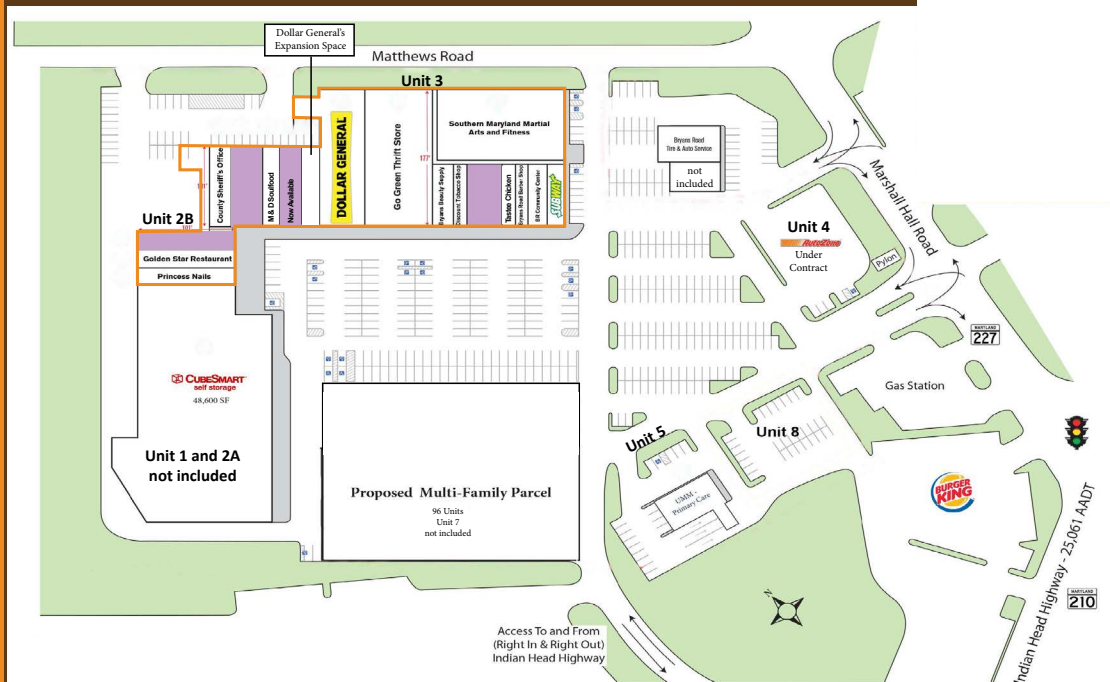 Dollar General's
Expansion Space
Matthews Road
Unit 3
DOLLAR GENERAL
Go Green Thrift Store
177'
Southern Maryland Martial
Arts and Fitness
Bryans Beauty Supply
Discount Tobacco Shop
Tastee Chicken
Bryans Road Barber Shop
BR Community Center
SUBWAY
County Sheriff's Office
M & D Soulfood
Now Available
Unit 2B
101'
Golden Star Restaurant
Princess Nails
Bryans Road
Tire & Auto Service
not
included
Marshall Hall Road
Unit 4
AutoZone
Under
Contract
Pylon
MARYLAND
227
Gas Station
CUBESMART
self storage
48,600 SF
Unit 1 and 2A
not included
Proposed Multi-Family Parcel
96 Units
Unit 7
not included
Unit 5
Unit 8
UMM -
Primary Care
BURGER
KING
N
Access To and From
(Right In & Right Out)
Indian Head Highway
Indian Head Highway - 25,061 AADT
MARYLAND
210